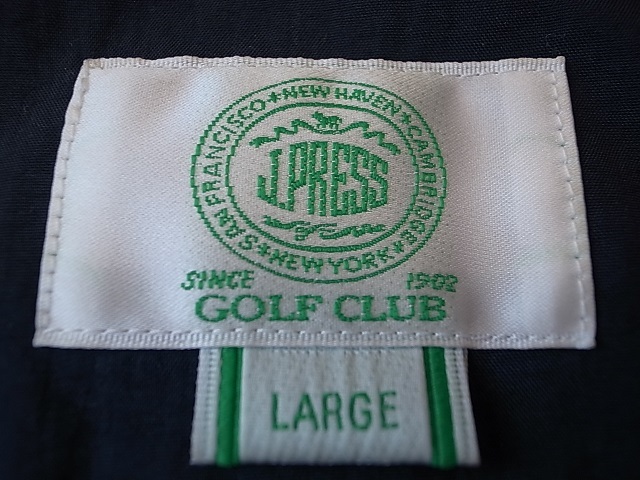 SAN FRANCISCO * NEW HAVEN * CAMBRIDGE * NEW YORK *
J.PRESS
SINCE 1902
GOLF CLUB
LARGE